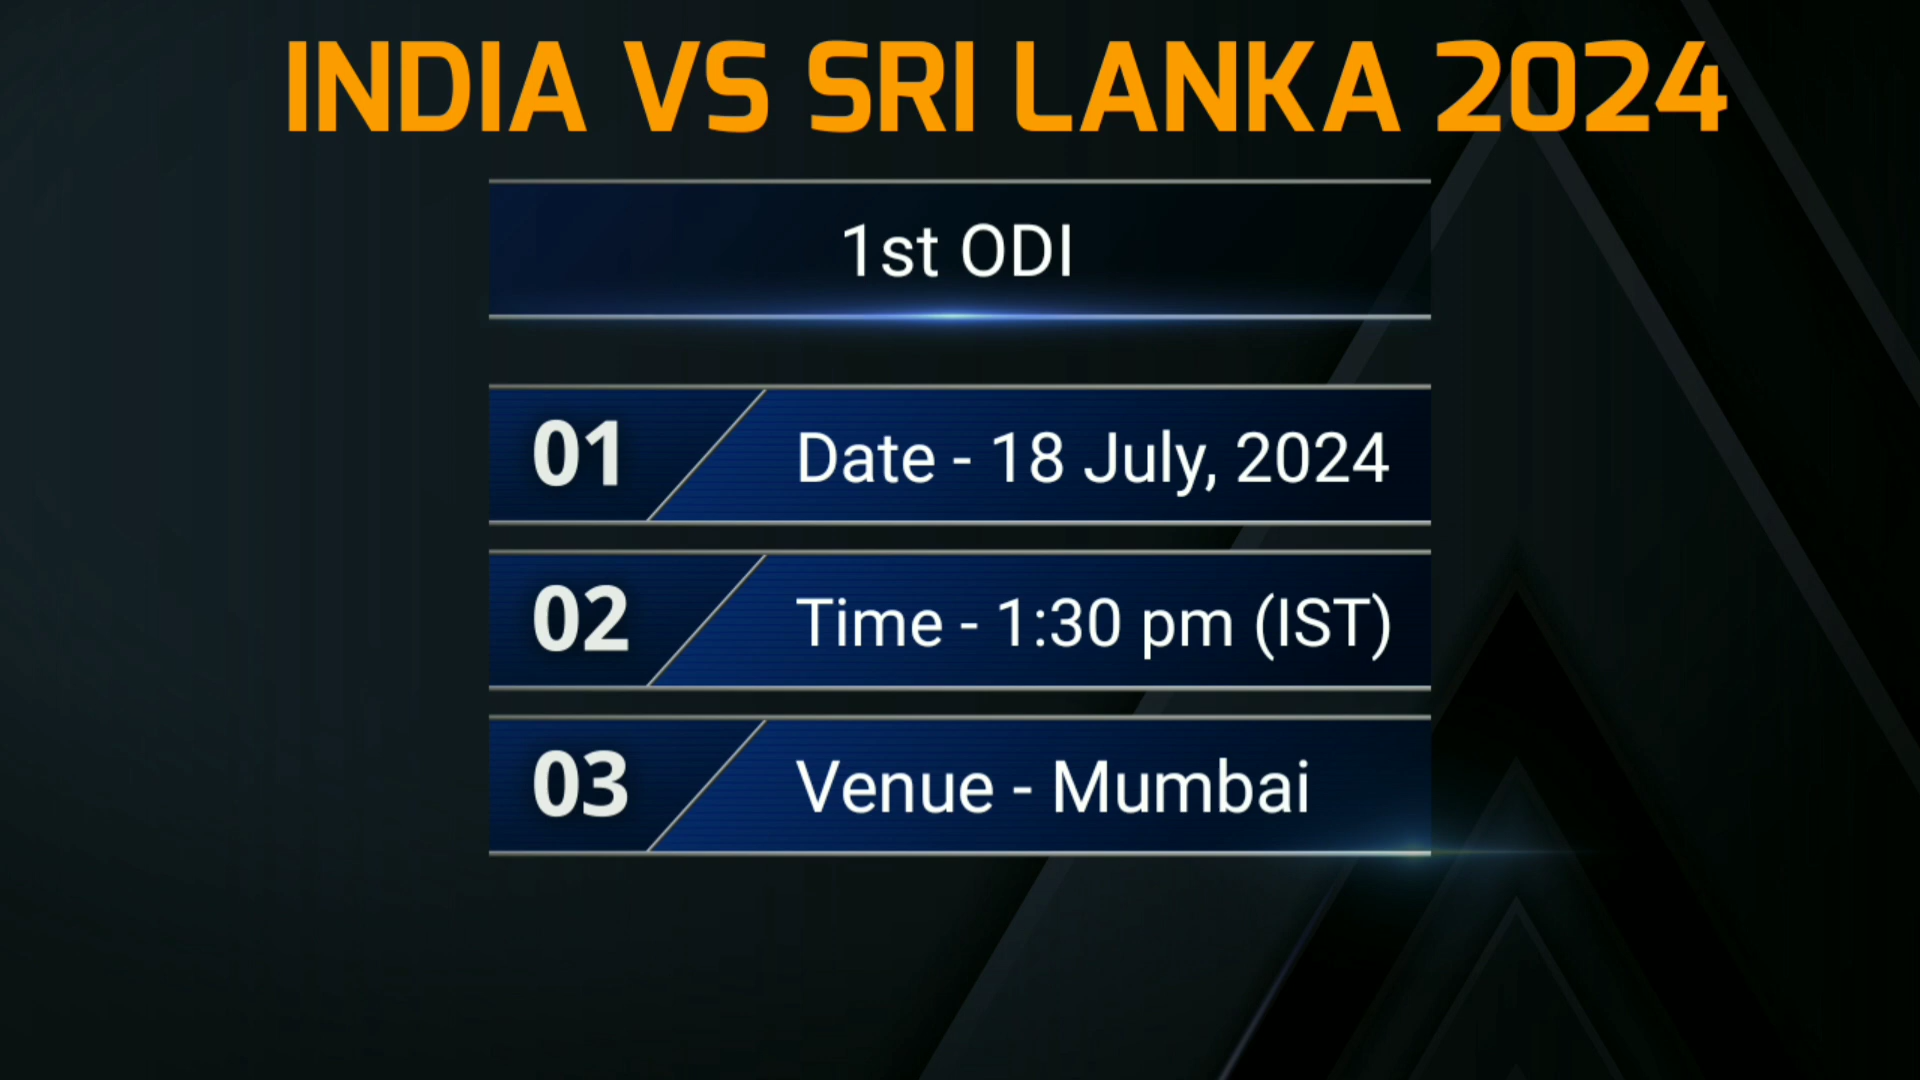 INDIA VS SRI LANKA 2024
1st ODI
01 Date - 18 July, 2024
02 Time - 1:30 pm (IST)
03 Venue - Mumbai